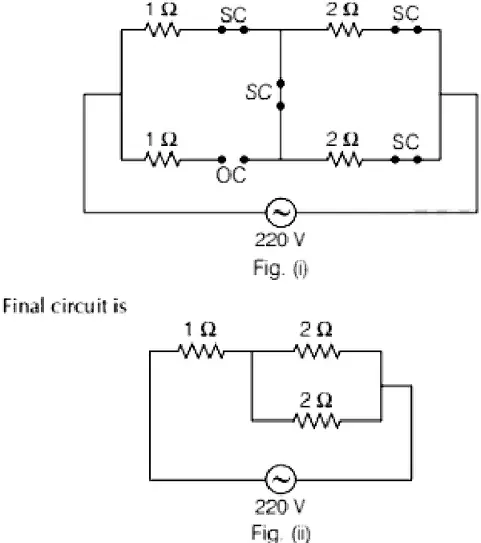 1 Ω SC 2 Ω SC
SC
1 Ω 2 Ω SC
OC
220 V
Fig. (i)
Final circuit is
1 Ω 2 Ω
2 Ω
220 V
Fig. (ii)